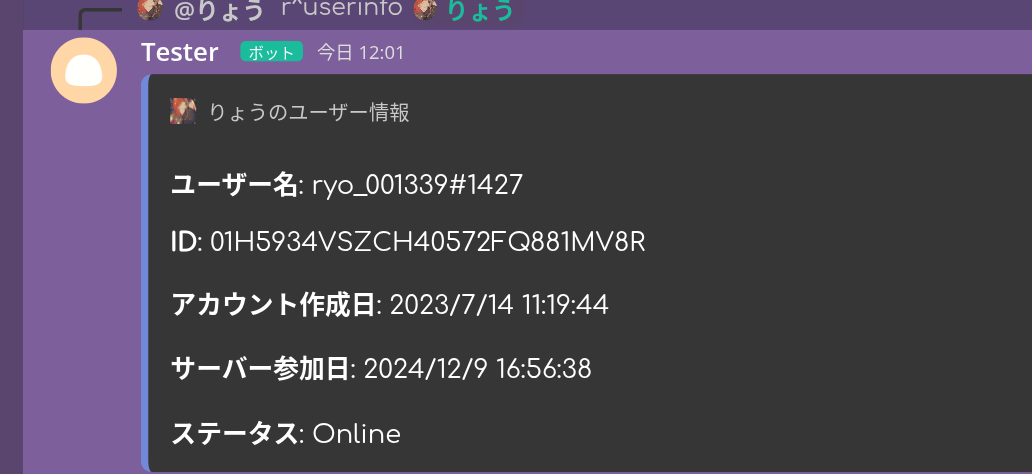 @りょう r^userinfo りょう
Tester ボット 今日 12:01
りょうのユーザー情報
ユーザー名: ryo_001339#1427
ID: 01H5934VSZCH40572FQ881MV8R
アカウント作成日: 2023/7/14 11:19:44
サーバー参加日: 2024/12/9 16:56:38
ステータス: Online